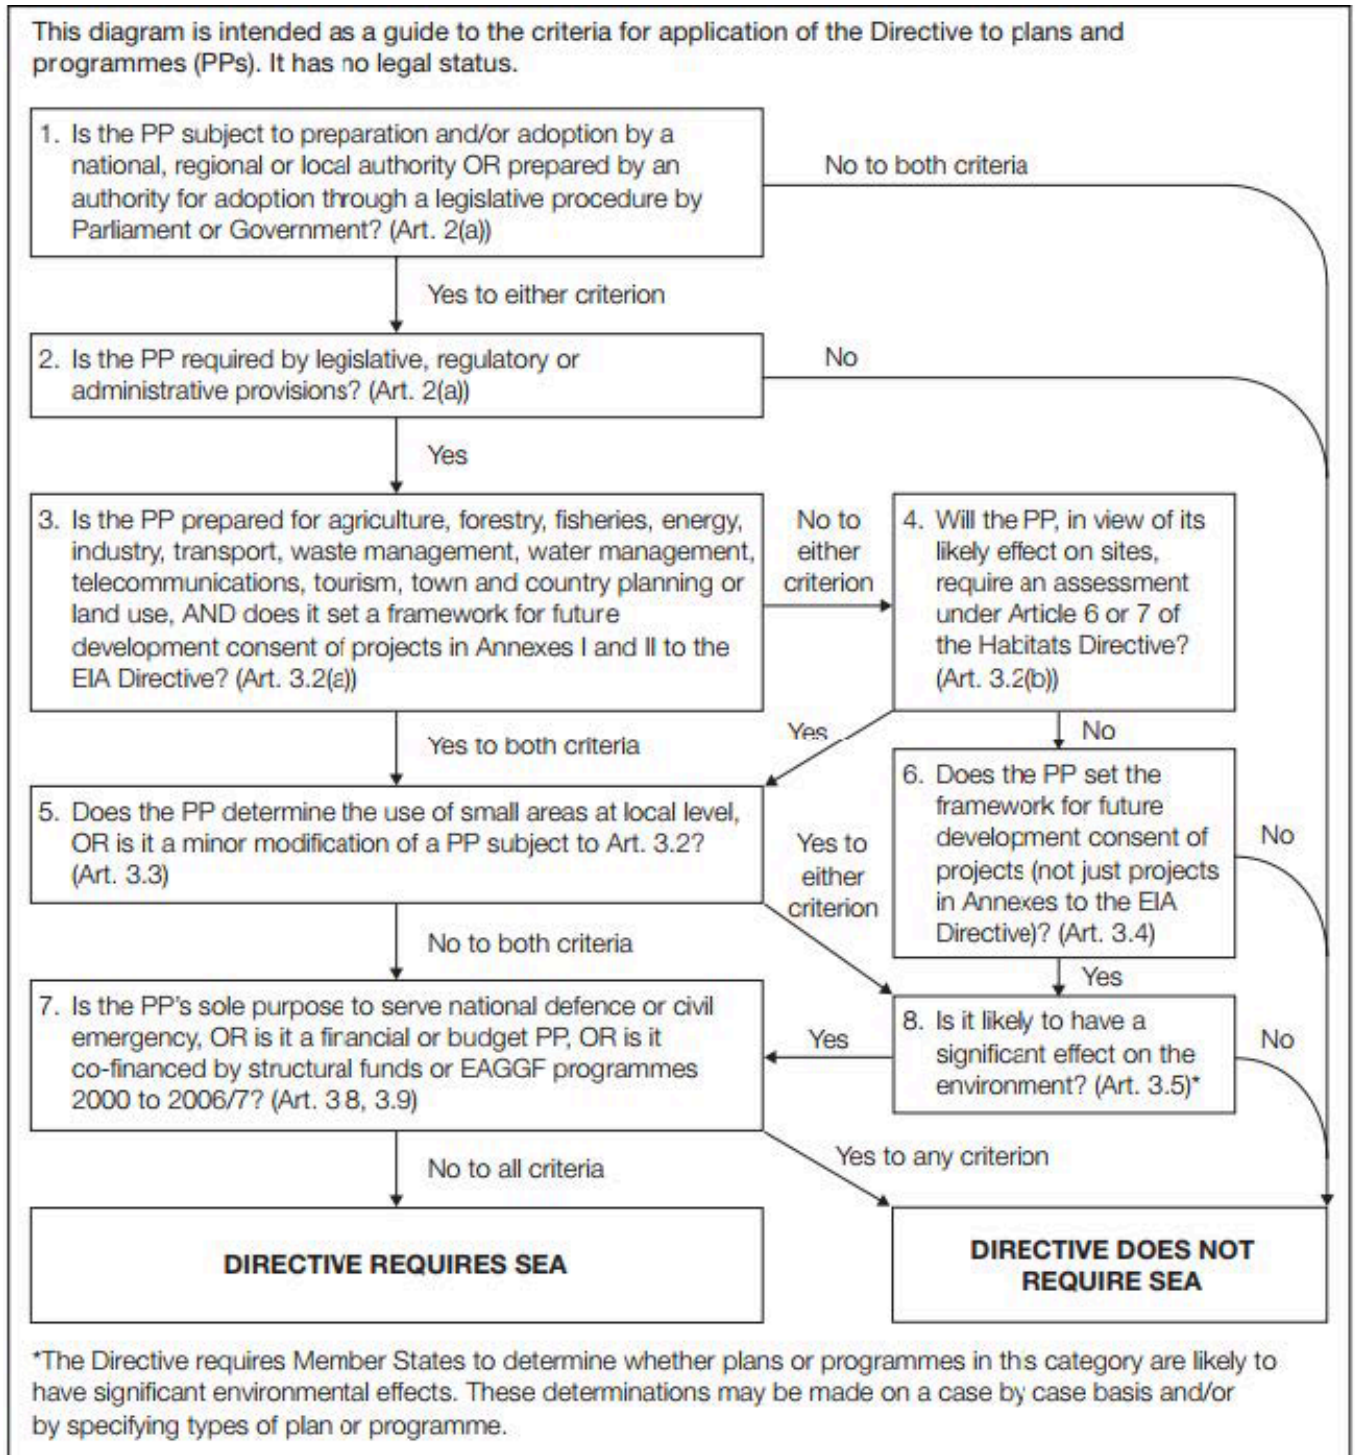 This diagram is intended as a guide to the criteria for application of the Directive to plans and
programmes (PPs). It has no legal status.
1. Is the PP subject to preparation and/or adoption by a
national, regional or local authority OR prepared by an
authority for adoption through a legislative procedure by
Parliament or Government? (Art. 2(a))
No to both criteria
Yes to either criterion
2. Is the PP required by legislative, regulatory or
administrative provisions? (Art. 2(a))
No
Yes
3. Is the PP prepared for agriculture, forestry, fisheries, energy,
industry, transport, waste management, water management,
telecommunications, tourism, town and country planning or
land use, AND does it set a framework for future
development consent of projects in Annexes I and II to the
EIA Directive? (Art. 3.2(a))
No to
either
criterion
4. Will the PP, in view of its
likely effect on sites,
require an assessment
under Article 6 or 7 of
the Habitats Directive?
(Art. 3.2(b))
Yes to both criteria
Yes
No
5. Does the PP determine the use of small areas at local level,
OR is it a minor modification of a PP subject to Art. 3.2?
(Art. 3.3)
Yes to
either
criterion
6. Does the PP set the
framework for future
development consent of
projects (not just projects
in Annexes to the EIA
Directive)? (Art. 3.4)
No
No to both criteria
Yes
7. Is the PP's sole purpose to serve national defence or civil
emergency, OR is it a financial or budget PP, OR is it
co-financed by structural funds or EAGGF programmes
2000 to 2006/7? (Art. 3 8, 3.9)
Yes
8. Is it likely to have a
significant effect on the
environment? (Art. 3.5)*
No
No to all criteria
Yes to any criterion
DIRECTIVE REQUIRES SEA
DIRECTIVE DOES NOT
REQUIRE SEA
*The Directive requires Member States to determine whether plans or programmes in this category are likely to
have significant environmental effects. These determinations may be made on a case by case basis and/or
by specifying types of plan or programme.